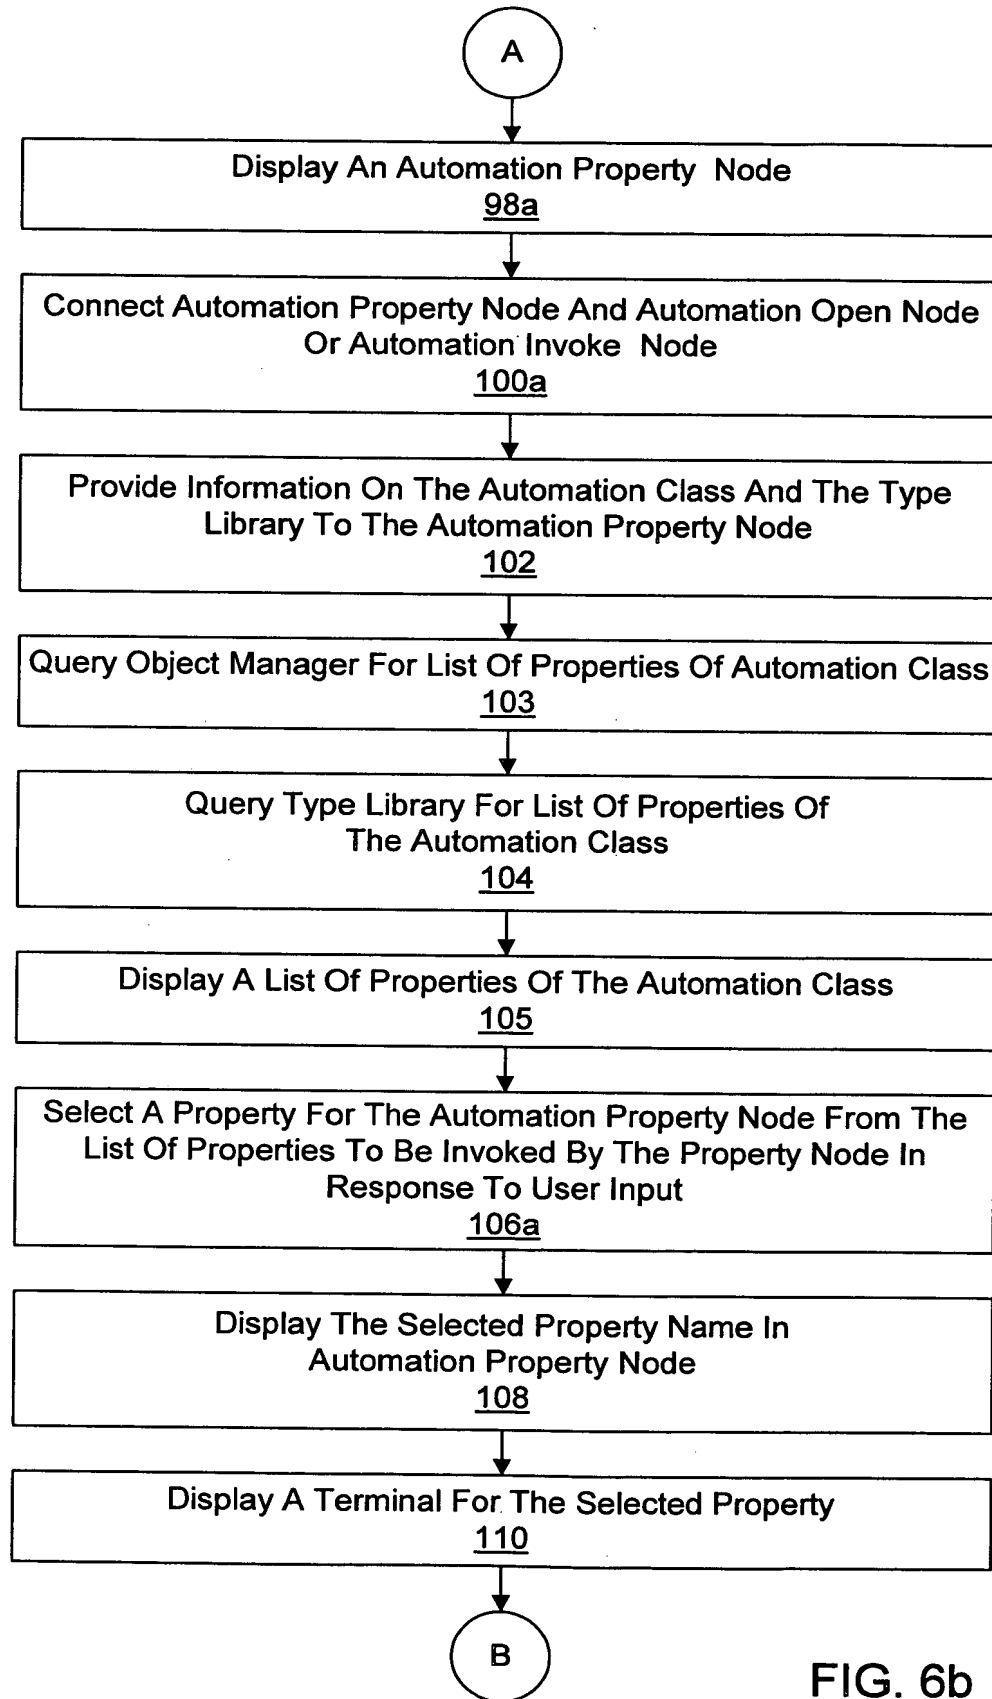 A
Display An Automation Property Node
98a
Connect Automation Property Node And Automation Open Node
Or Automation Invoke Node
100a
Provide Information On The Automation Class And The Type
Library To The Automation Property Node
102
Query Object Manager For List Of Properties Of Automation Class
103
Query Type Library For List Of Properties Of
The Automation Class
104
Display A List Of Properties Of The Automation Class
105
Select A Property For The Automation Property Node From The
List Of Properties To Be Invoked By The Property Node In
Response To User Input
106a
Display The Selected Property Name In
Automation Property Node
108
Display A Terminal For The Selected Property
110
B
FIG. 6b